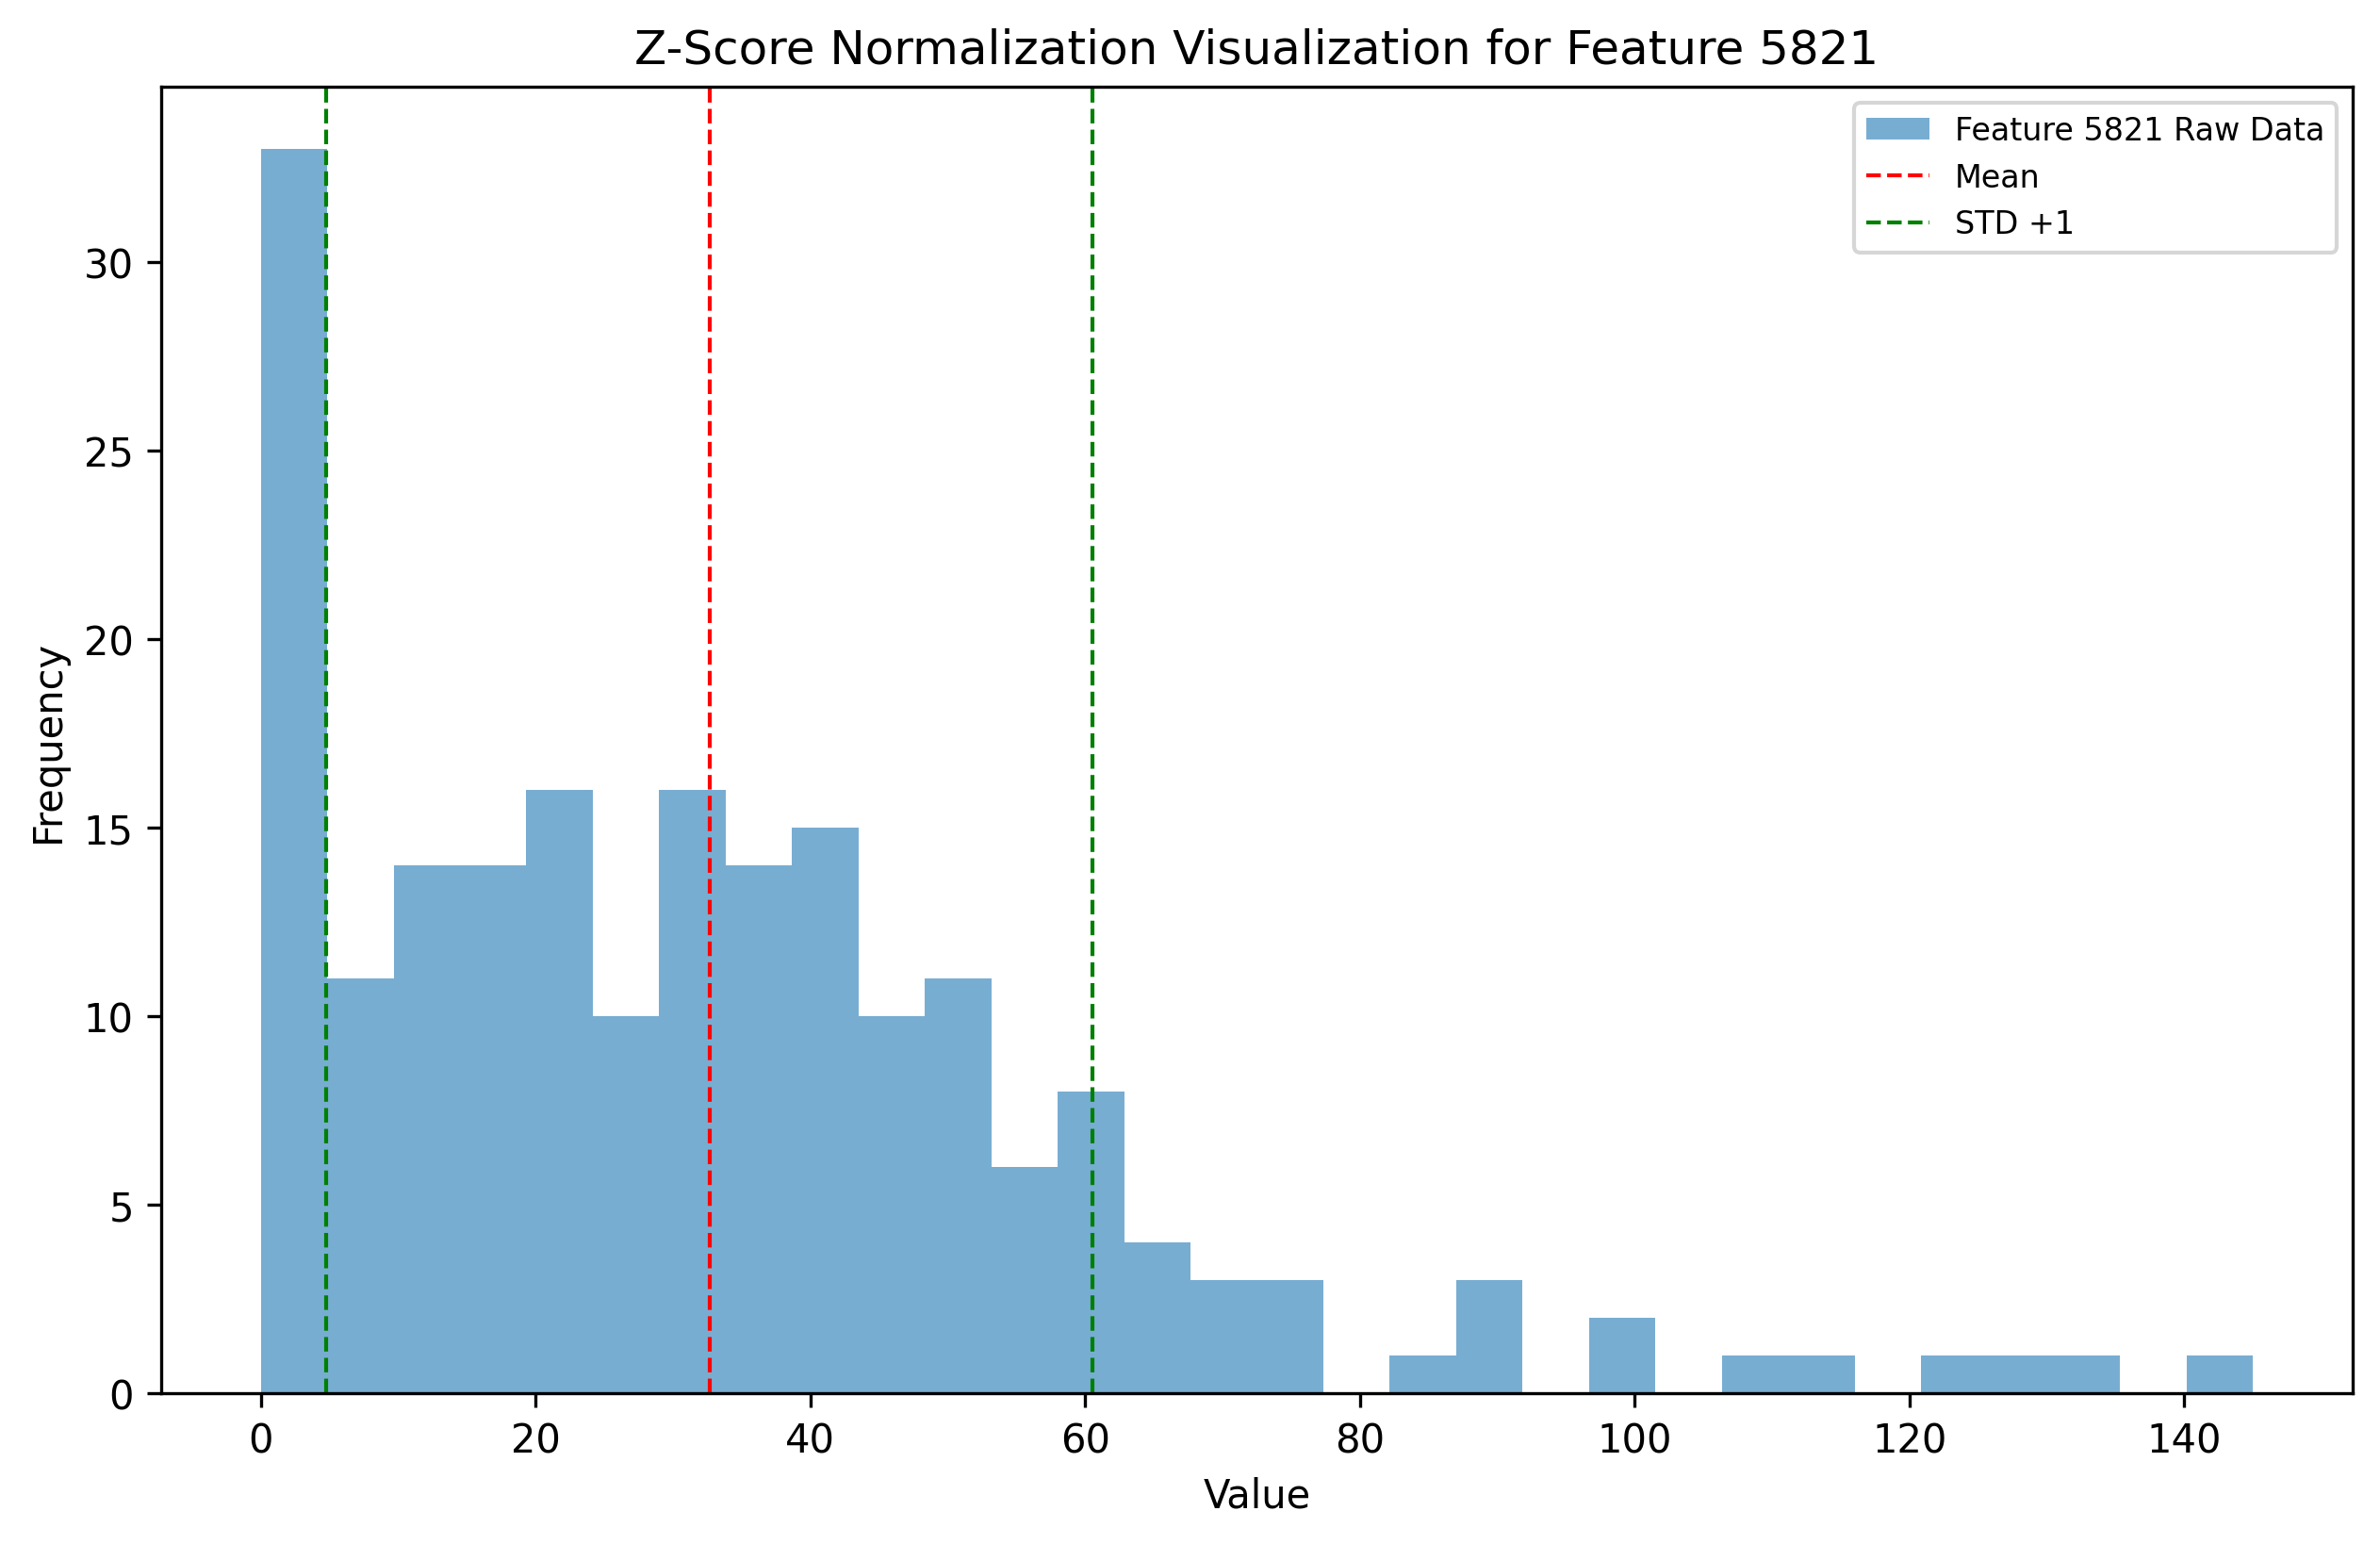 Z-Score Normalization Visualization for Feature 5821
Feature 5821 Raw Data
Mean
STD +1
30
25
20
15
10
5
0
Frequency
0 20 40 60 80 100 120 140
Value